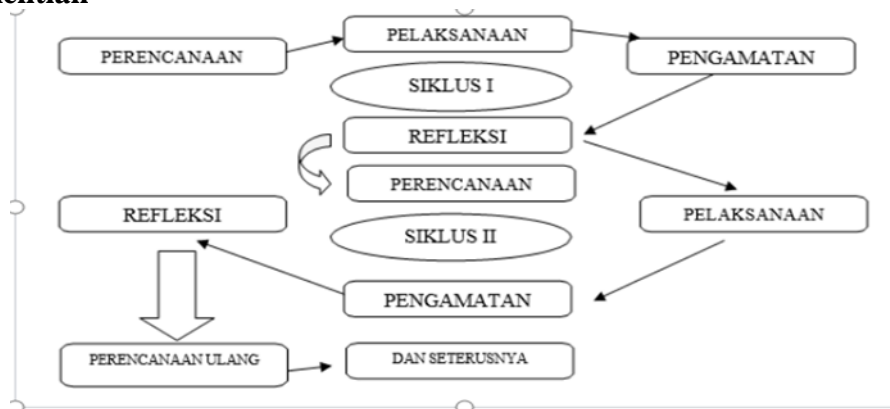 PERENCANAAN
PELAKSANAAN
PENGAMATAN
SIKLUS I
REFLEKSI
PERENCANAAN
REFLEKSI
PELAKSANAAN
SIKLUS II
PENGAMATAN
PERENCANAAN ULANG
DAN SETERUSNYA